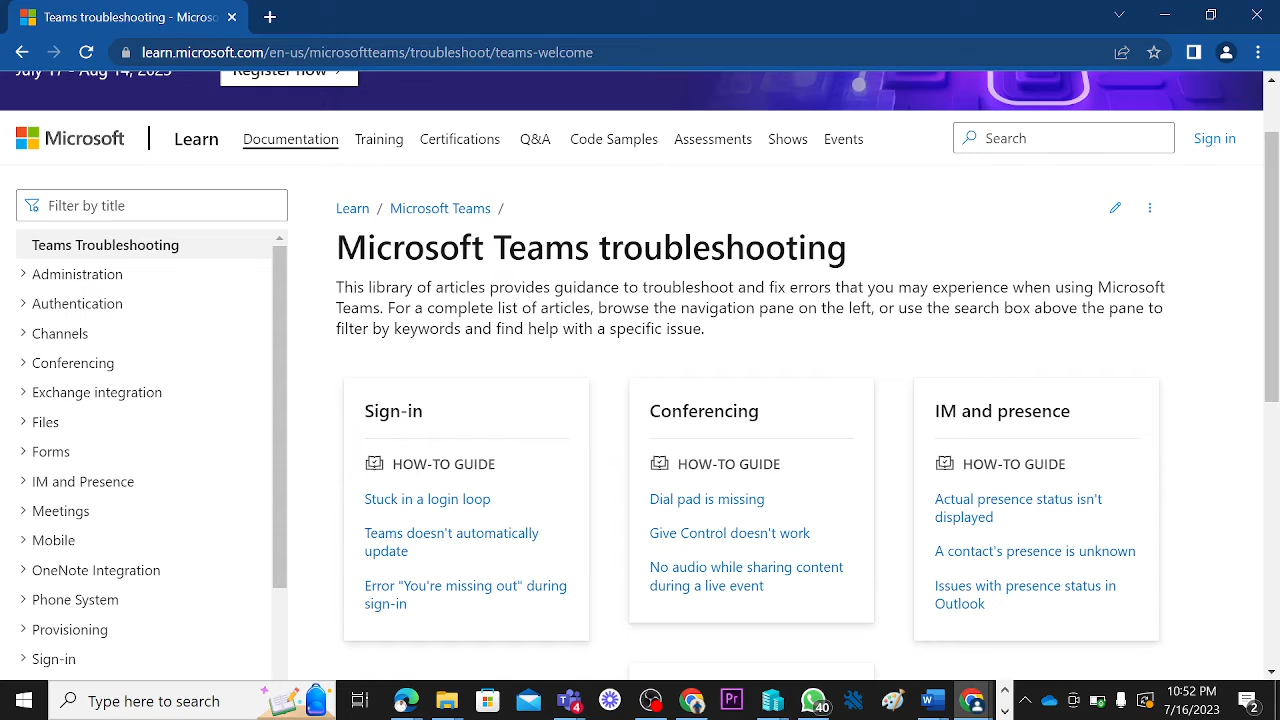 Teams troubleshooting - Microso
learn.microsoft.com/en-us/microsoftteams/troubleshoot/teams-welcome
July 17 - Aug 14, 2023
Register now
Microsoft
Learn Documentation Training Certifications Q&A Code Samples Assessments Shows Events
Search
Sign in
Filter by title
Teams Troubleshooting
Administration
Authentication
Channels
Conferencing
Exchange integration
Files
Forms
IM and Presence
Meetings
Mobile
OneNote Integration
Phone System
Provisioning
Sign-in
Learn / Microsoft Teams /
Microsoft Teams troubleshooting
This library of articles provides guidance to troubleshoot and fix errors that you may experience when using Microsoft
Teams. For a complete list of articles, browse the navigation pane on the left, or use the search box above the pane to
filter by keywords and find help with a specific issue.
Sign-in
HOW-TO GUIDE
Stuck in a login loop
Teams doesn't automatically
update
Error "You're missing out" during
sign-in
Conferencing
HOW-TO GUIDE
Dial pad is missing
Give Control doesn't work
No audio while sharing content
during a live event
IM and presence
HOW-TO GUIDE
Actual presence status isn't
displayed
A contact's presence is unknown
Issues with presence status in
Outlook
Type here to search
4
Pr
40
10:52 PM
7/16/2023
2